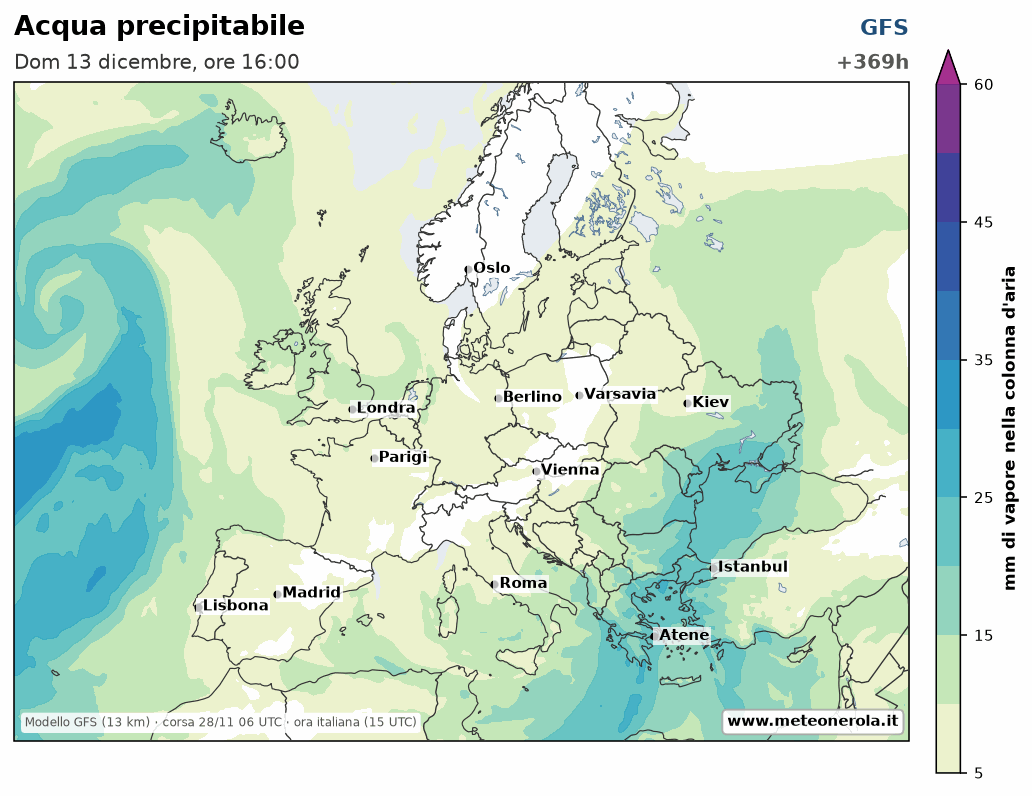 Acqua precipitabile
GFS
Dom 13 dicembre, ore 16:00
+369h
60
45
35
25
15
5
mm di vapore nella colonna d'aria
Oslo
Berlino
Varsavia
Kiev
Londra
Parigi
Vienna
Istanbul
Roma
Madrid
Lisbona
Atene
Modello GFS (13 km) · corsa 28/11 06 UTC · ora italiana (15 UTC)
www.meteonerola.it